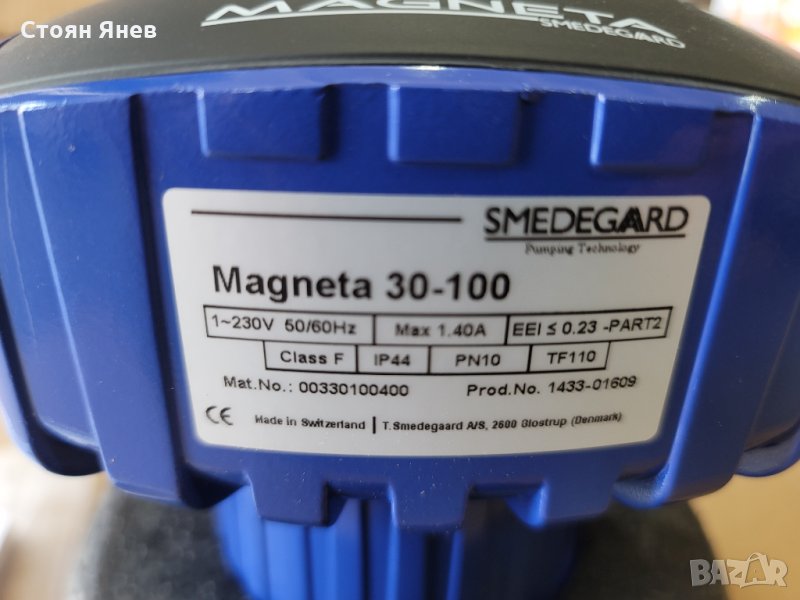 Стоян Янев
MAGNETA
SMEDEGAARD
SMEDEGAARD
Pumping Technology
Magneta 30-100
1~230V 50/60Hz Max 1.40A EEI ≤ 0.23 -PART2
Class F IP44 PN10 TF110
Mat.No.: 00330100400 Prod.No. 1433-01609
CE Made in Switzerland | T.Smedegaard A/S, 2600 Glostrup (Denmark)
BAZAR